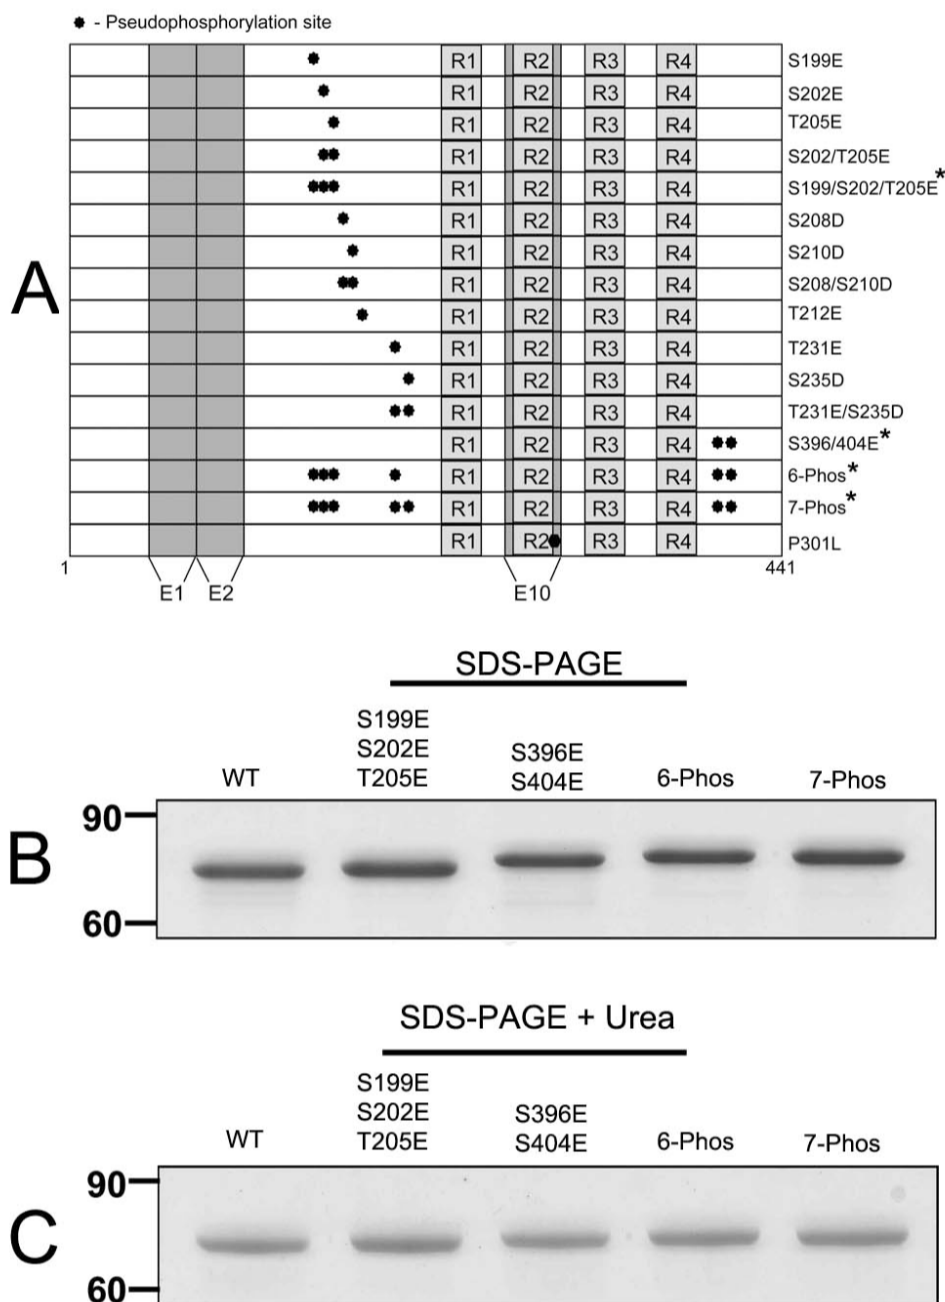 ✸ - Pseudophosphorylation site
A
R1 R2 R3 R4 S199E
R1 R2 R3 R4 S202E
R1 R2 R3 R4 T205E
R1 R2 R3 R4 S202/T205E
R1 R2 R3 R4 S199/S202/T205E*
R1 R2 R3 R4 S208D
R1 R2 R3 R4 S210D
R1 R2 R3 R4 S208/S210D
R1 R2 R3 R4 T212E
R1 R2 R3 R4 T231E
R1 R2 R3 R4 S235D
R1 R2 R3 R4 T231E/S235D
R1 R2 R3 R4 S396/404E*
R1 R2 R3 R4 6-Phos*
R1 R2 R3 R4 7-Phos*
R1 R2 R3 R4 P301L
1 441
E1 E2 E10
SDS-PAGE
S199E
S202E S396E
WT T205E S404E 6-Phos 7-Phos
90
B
60
SDS-PAGE + Urea
S199E
S202E S396E
WT T205E S404E 6-Phos 7-Phos
90
C
60